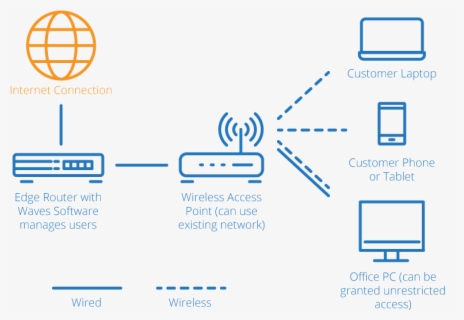 Internet Connection
Edge Router with
Waves Software
manages users
Wireless Access
Point (can use
existing network)
Customer Laptop
Customer Phone
or Tablet
Office PC (can be
granted unrestricted
access)
Wired
Wireless